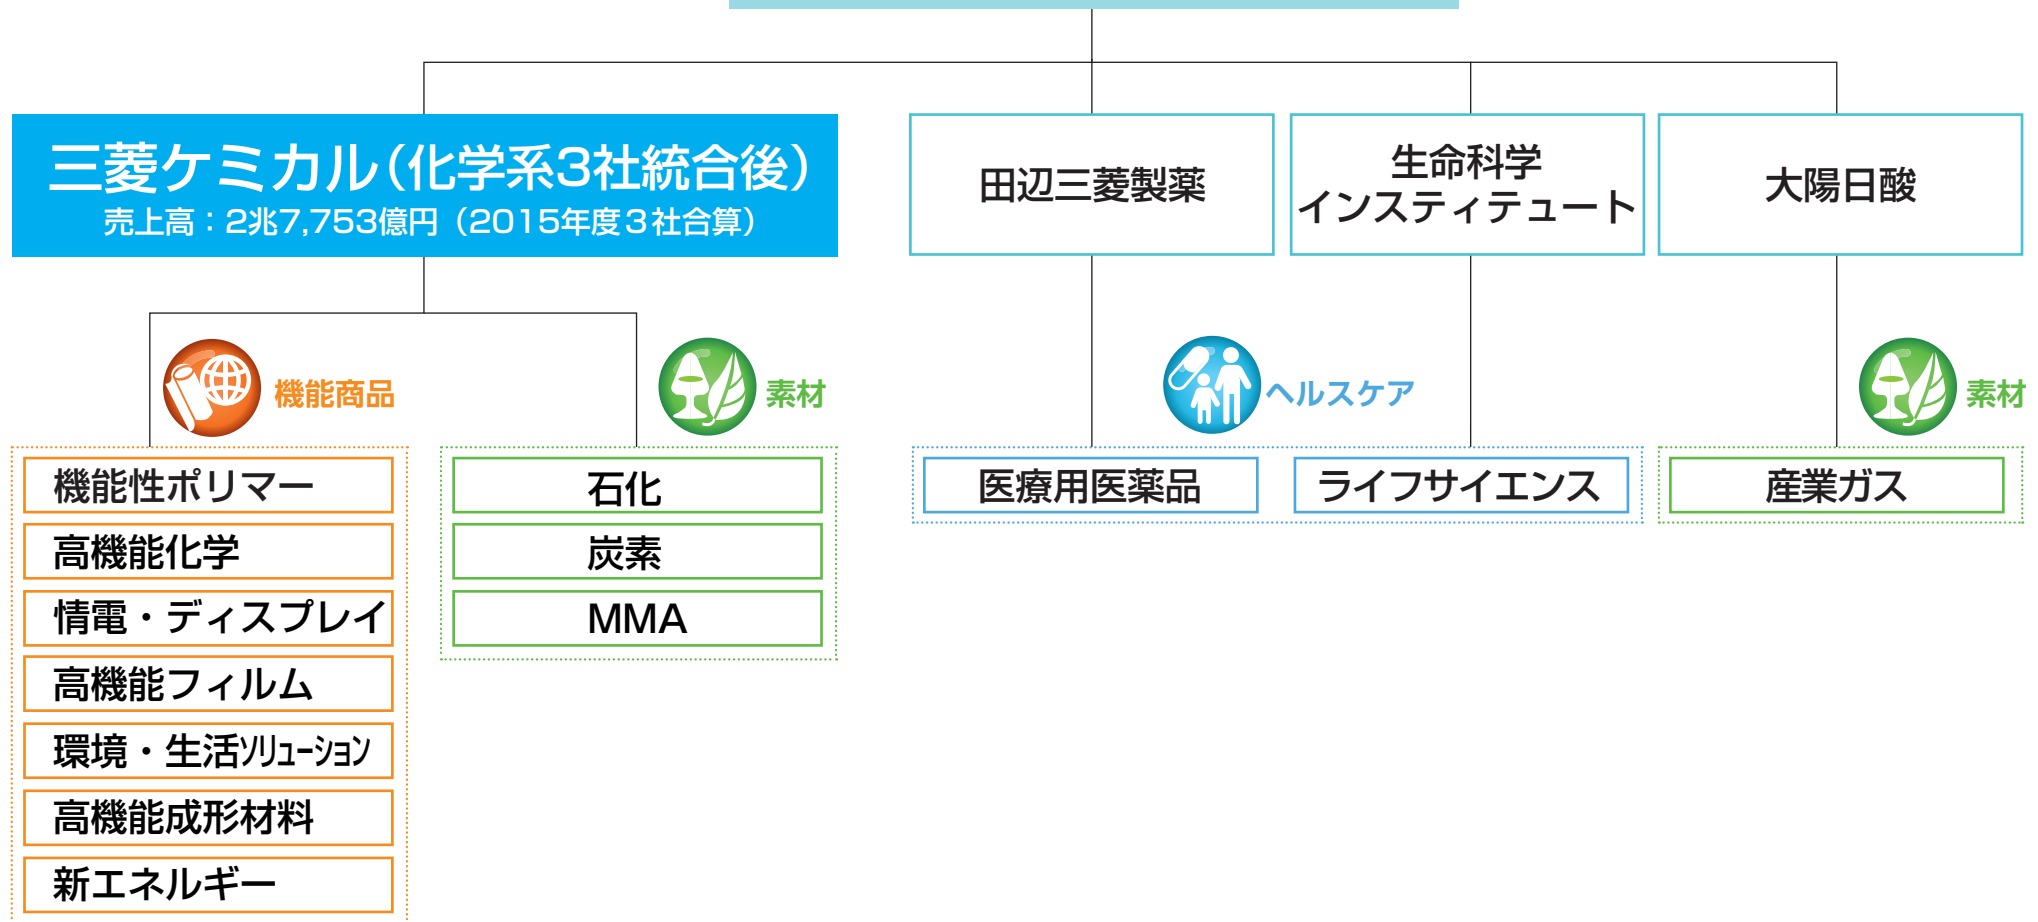 三菱ケミカル（化学系3社統合後）
売上高：2兆7,753億円（2015年度3社合算）
田辺三菱製薬
生命科学
インスティテュート
大陽日酸
機能商品
素材
ヘルスケア
素材
機能性ポリマー
高機能化学
情電・ディスプレイ
高機能フィルム
環境・生活ソリューション
高機能成形材料
新エネルギー
石化
炭素
MMA
医療用医薬品
ライフサイエンス
産業ガス